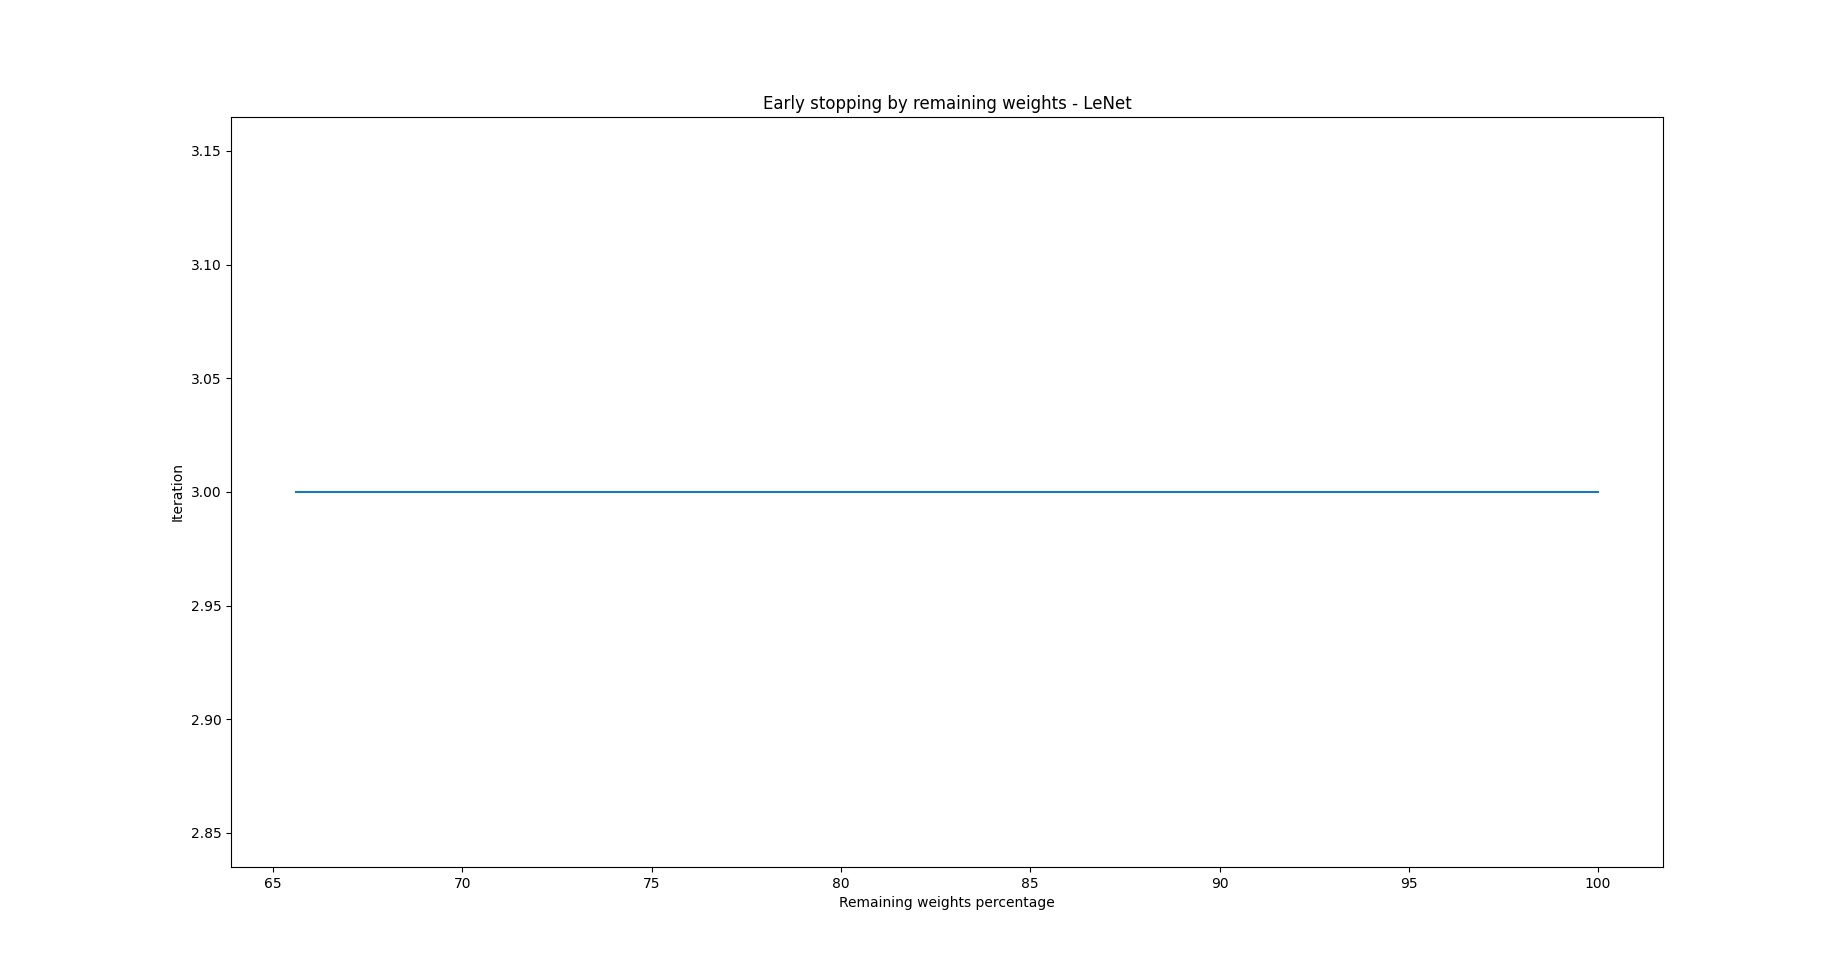 Early stopping by remaining weights - LeNet
3.15
3.10
3.05
3.00
2.95
2.90
2.85
Iteration
65 70 75 80 85 90 95 100
Remaining weights percentage